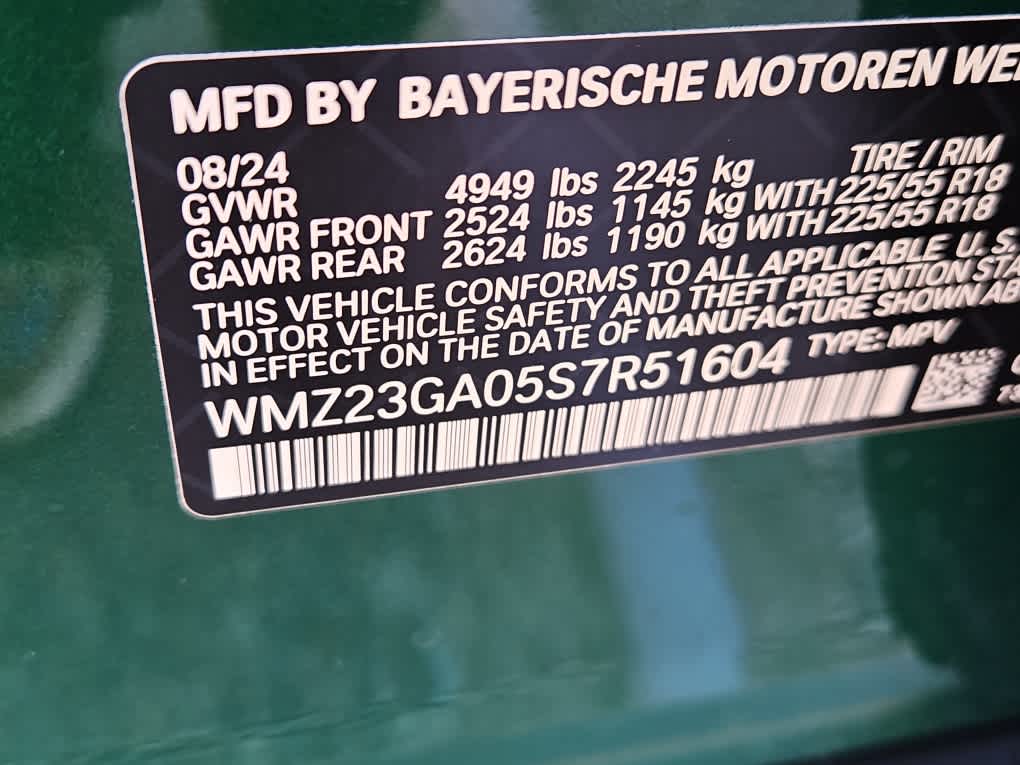 MFD BY BAYERISCHE MOTOREN
08/24 TIRE / RIM
GVWR 4949 lbs 2245 kg
GAWR FRONT 2524 lbs 1145 kg WITH 225/55 R18
GAWR REAR 2624 lbs 1190 kg WITH 225/55 R18
THIS VEHICLE CONFORMS TO ALL APPLICABLE U.S.
MOTOR VEHICLE SAFETY AND THEFT PREVENTION
IN EFFECT ON THE DATE OF MANUFACTURE SHOWN
WMZ23GA05S7R51604 TYPE: MPV